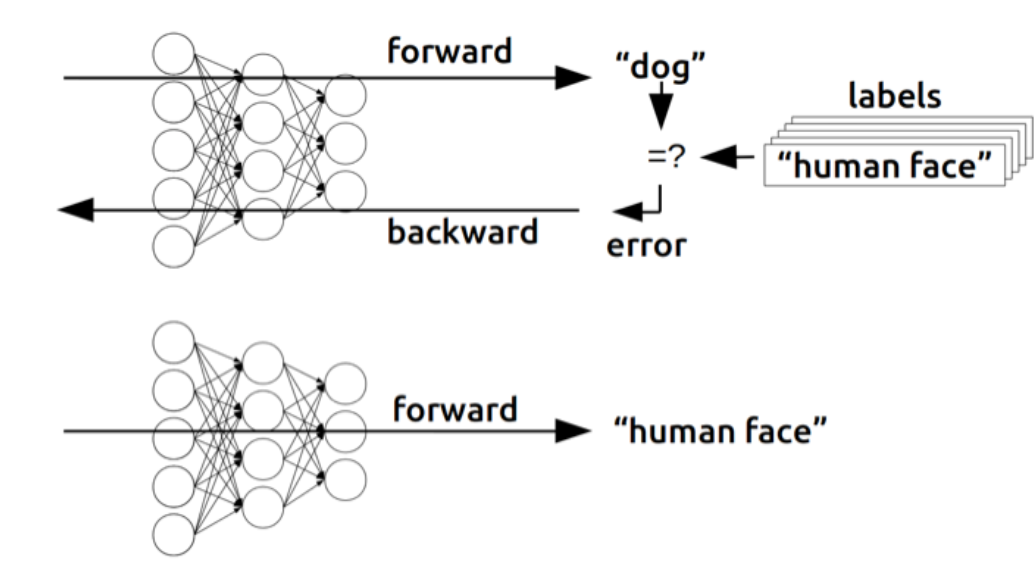 forward
“dog”
labels
=?
“human face”
backward
error
forward
“human face”